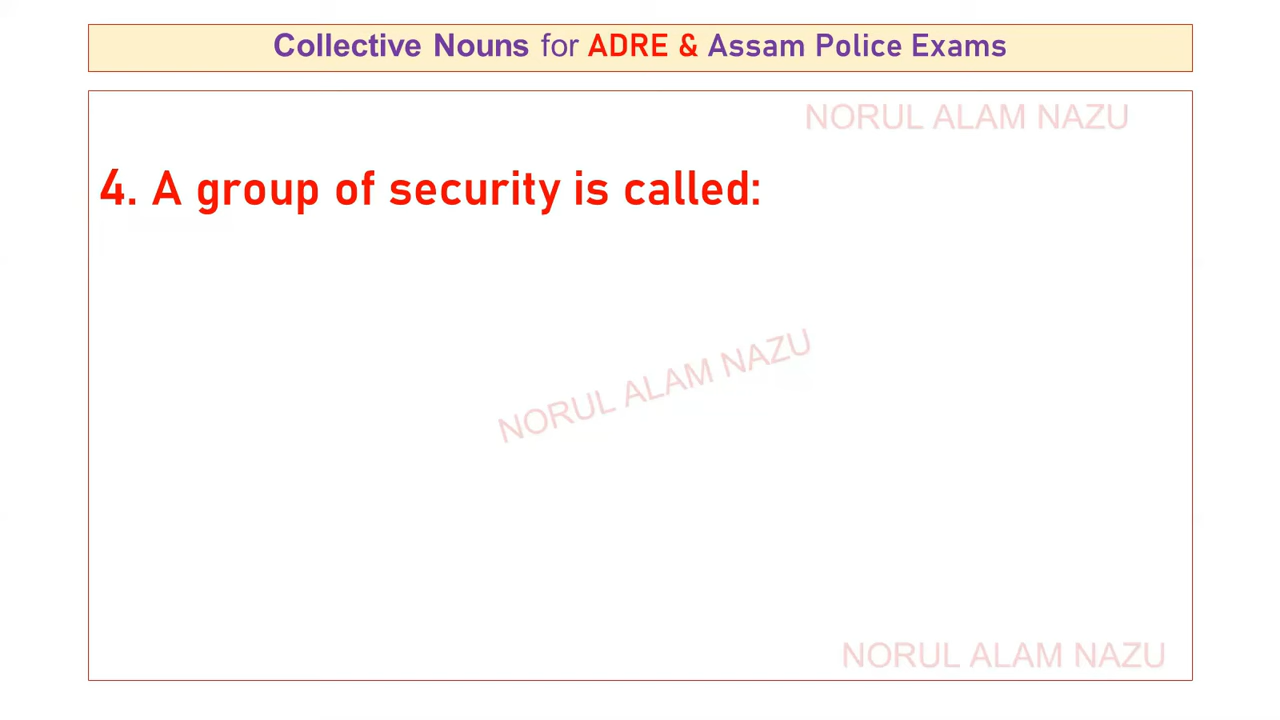 Collective Nouns for ADRE & Assam Police Exams
NORUL ALAM NAZU
4. A group of security is called:
NORUL ALAM NAZU
NORUL ALAM NAZU